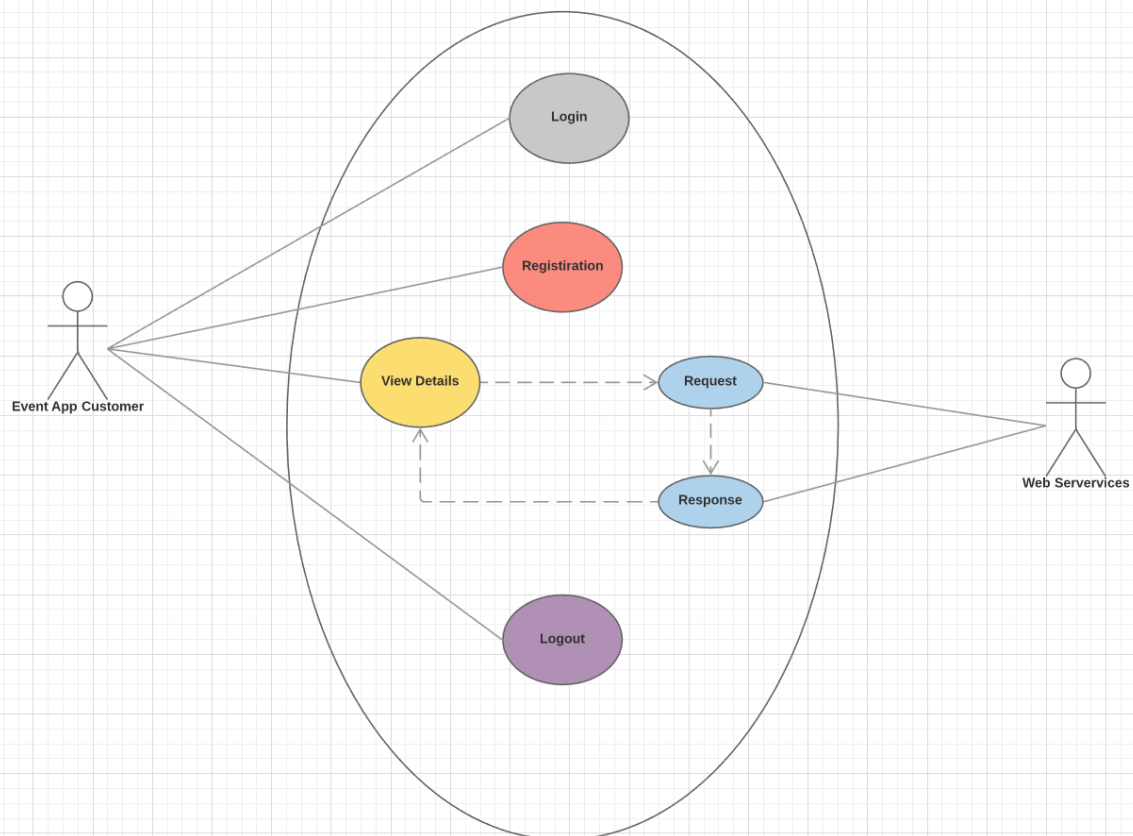 Login
Registiration
View Details
Request
Event App Customer
Web Servervices
Response
Logout